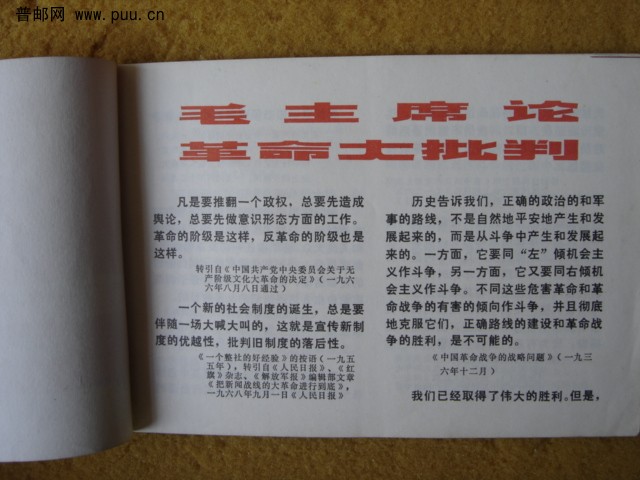 普邮网 www.puu.cn
毛主席论
革命大批判
凡是要推翻一个政权，总要先造成
舆论，总要先做意识形态方面的工作。
革命的阶级是这样，反革命的阶级也是
这样。
转引自《中国共产党中央委员会关于无
产阶级文化大革命的决定》（一九六
六年八月八日通过）
一个新的社会制度的诞生，总是要
伴随一场大喊大叫的，这就是宣传新制
度的优越性，批判旧制度的落后性。
《一个整社的好经验》的按语（一九五
五年），转引自《人民日报》、《红
旗》杂志、《解放军报》编辑部文章
《把新闻战线的大革命进行到底》，
一九六八年九月一日《人民日报》
历史告诉我们，正确的政治的和军
事的路线，不是自然地平安地产生和发
展起来的，而是从斗争中产生和发展起
来的。一方面，它要同“左”倾机会主
义作斗争，另一方面，它又要同右倾机
会主义作斗争。不同这些危害革命和革
命战争的有害的倾向作斗争，并且彻底
地克服它们，正确路线的建设和革命战
争的胜利，是不可能的。
《中国革命战争的战略问题》（一九三
六年十二月）
我们已经取得了伟大的胜利。但是，